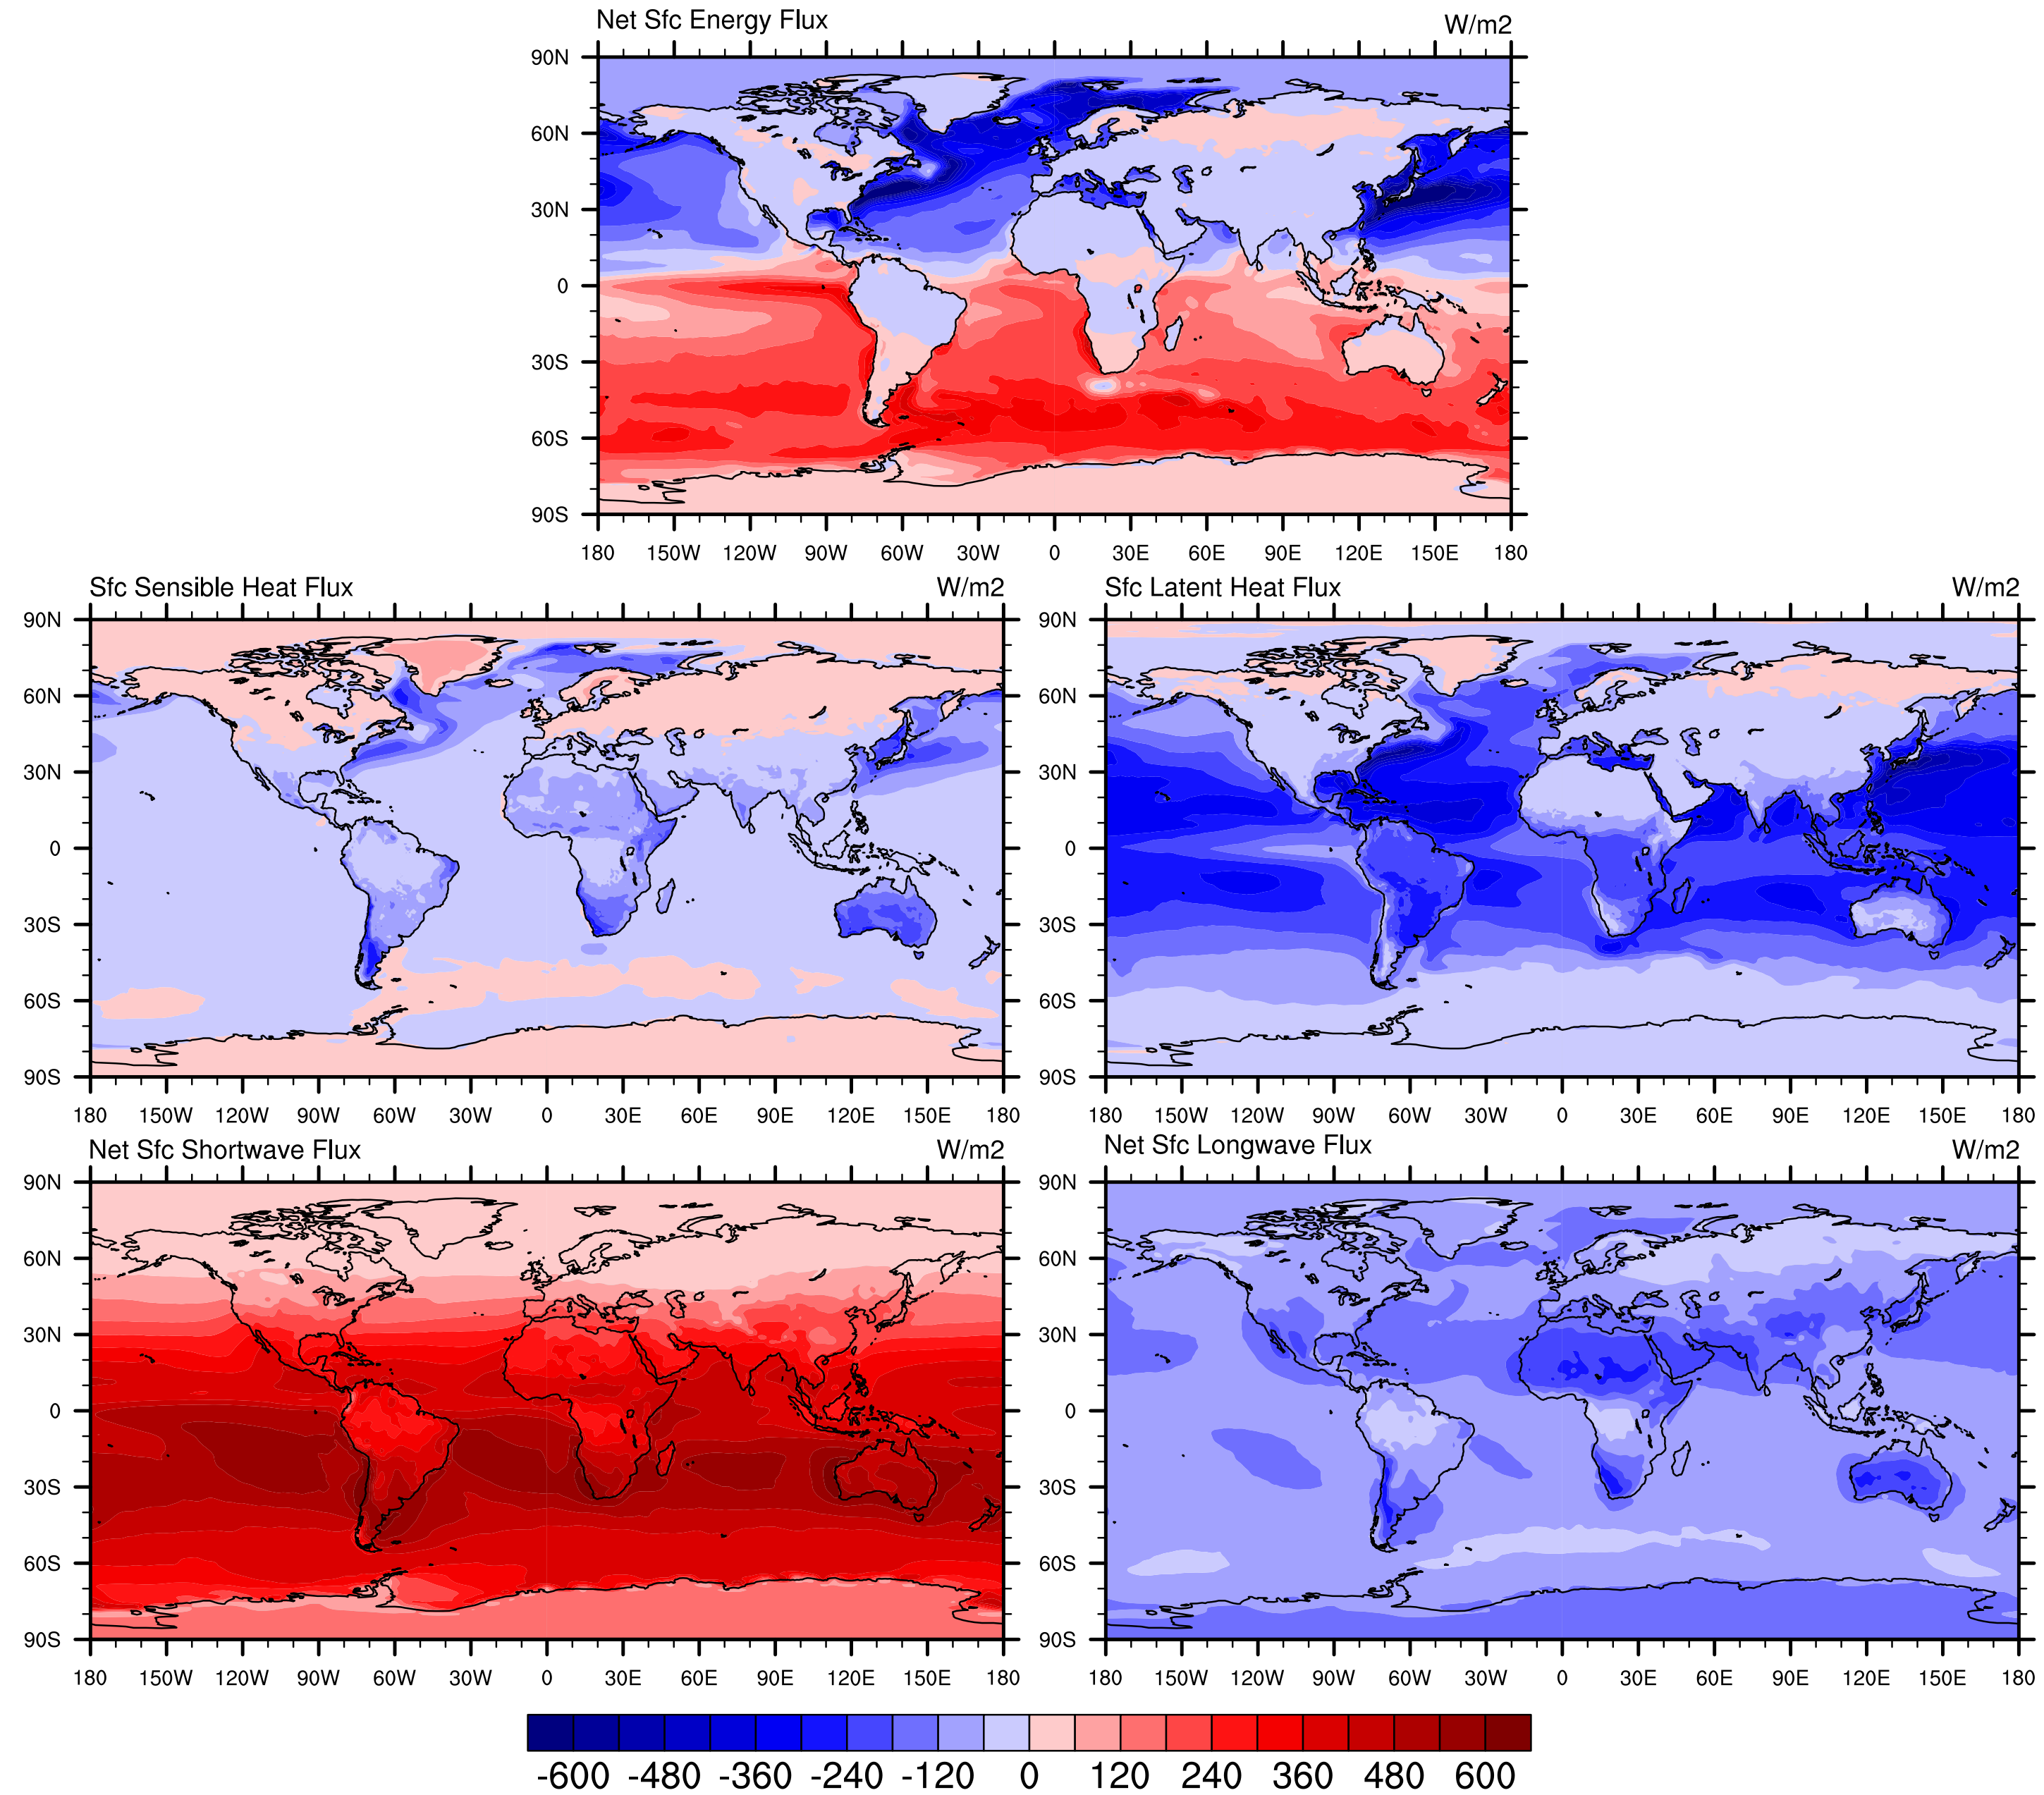 Net Sfc Energy Flux W/m2
90N
60N
30N
0
30S
60S
90S
180 150W 120W 90W 60W 30W 0 30E 60E 90E 120E 150E 180
Sfc Sensible Heat Flux W/m2
90N
60N
30N
0
30S
60S
90S
180 150W 120W 90W 60W 30W 0 30E 60E 90E 120E 150E 180
Sfc Latent Heat Flux W/m2
90N
60N
30N
0
30S
60S
90S
180 150W 120W 90W 60W 30W 0 30E 60E 90E 120E 150E 180
Net Sfc Shortwave Flux W/m2
90N
60N
30N
0
30S
60S
90S
180 150W 120W 90W 60W 30W 0 30E 60E 90E 120E 150E 180
Net Sfc Longwave Flux W/m2
90N
60N
30N
0
30S
60S
90S
180 150W 120W 90W 60W 30W 0 30E 60E 90E 120E 150E 180
-600 -480 -360 -240 -120 0 120 240 360 480 600